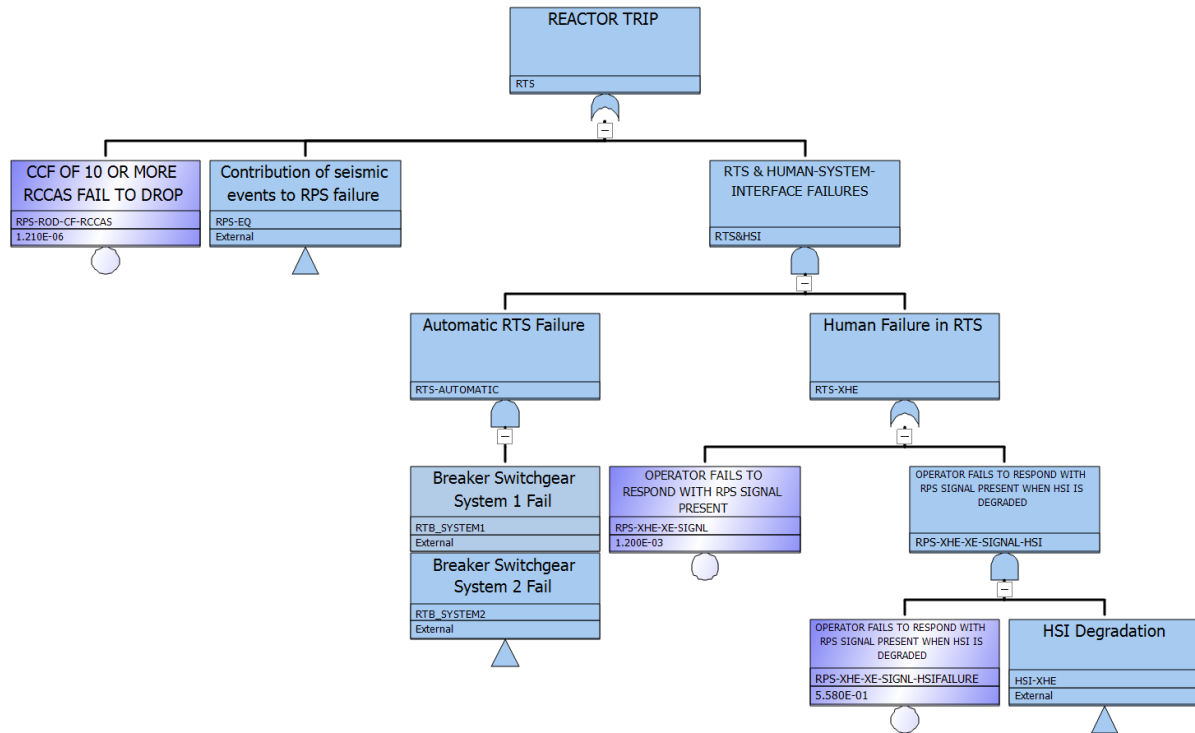 REACTOR TRIP
RTS
CCF OF 10 OR MORE
RCCAS FAIL TO DROP
RPS-ROD-CF-RCCAS
1.210E-06
Contribution of seismic
events to RPS failure
RPS-EQ
External
RTS & HUMAN-SYSTEM-
INTERFACE FAILURES
RTS&HSI
Automatic RTS Failure
RTS-AUTOMATIC
Human Failure in RTS
RTS-XHE
Breaker Switchgear
System 1 Fail
RTB_SYSTEM1
External
Breaker Switchgear
System 2 Fail
RTB_SYSTEM2
External
OPERATOR FAILS TO
RESPOND WITH RPS SIGNAL
PRESENT
RPS-XHE-XE-SIGNL
1.200E-03
OPERATOR FAILS TO RESPOND WITH
RPS SIGNAL PRESENT WHEN HSI IS
DEGRADED
RPS-XHE-XE-SIGNAL-HSI
OPERATOR FAILS TO RESPOND WITH
RPS SIGNAL PRESENT WHEN HSI IS
DEGRADED
RPS-XHE-XE-SIGNL-HSIFAILURE
5.580E-01
HSI Degradation
HSI-XHE
External